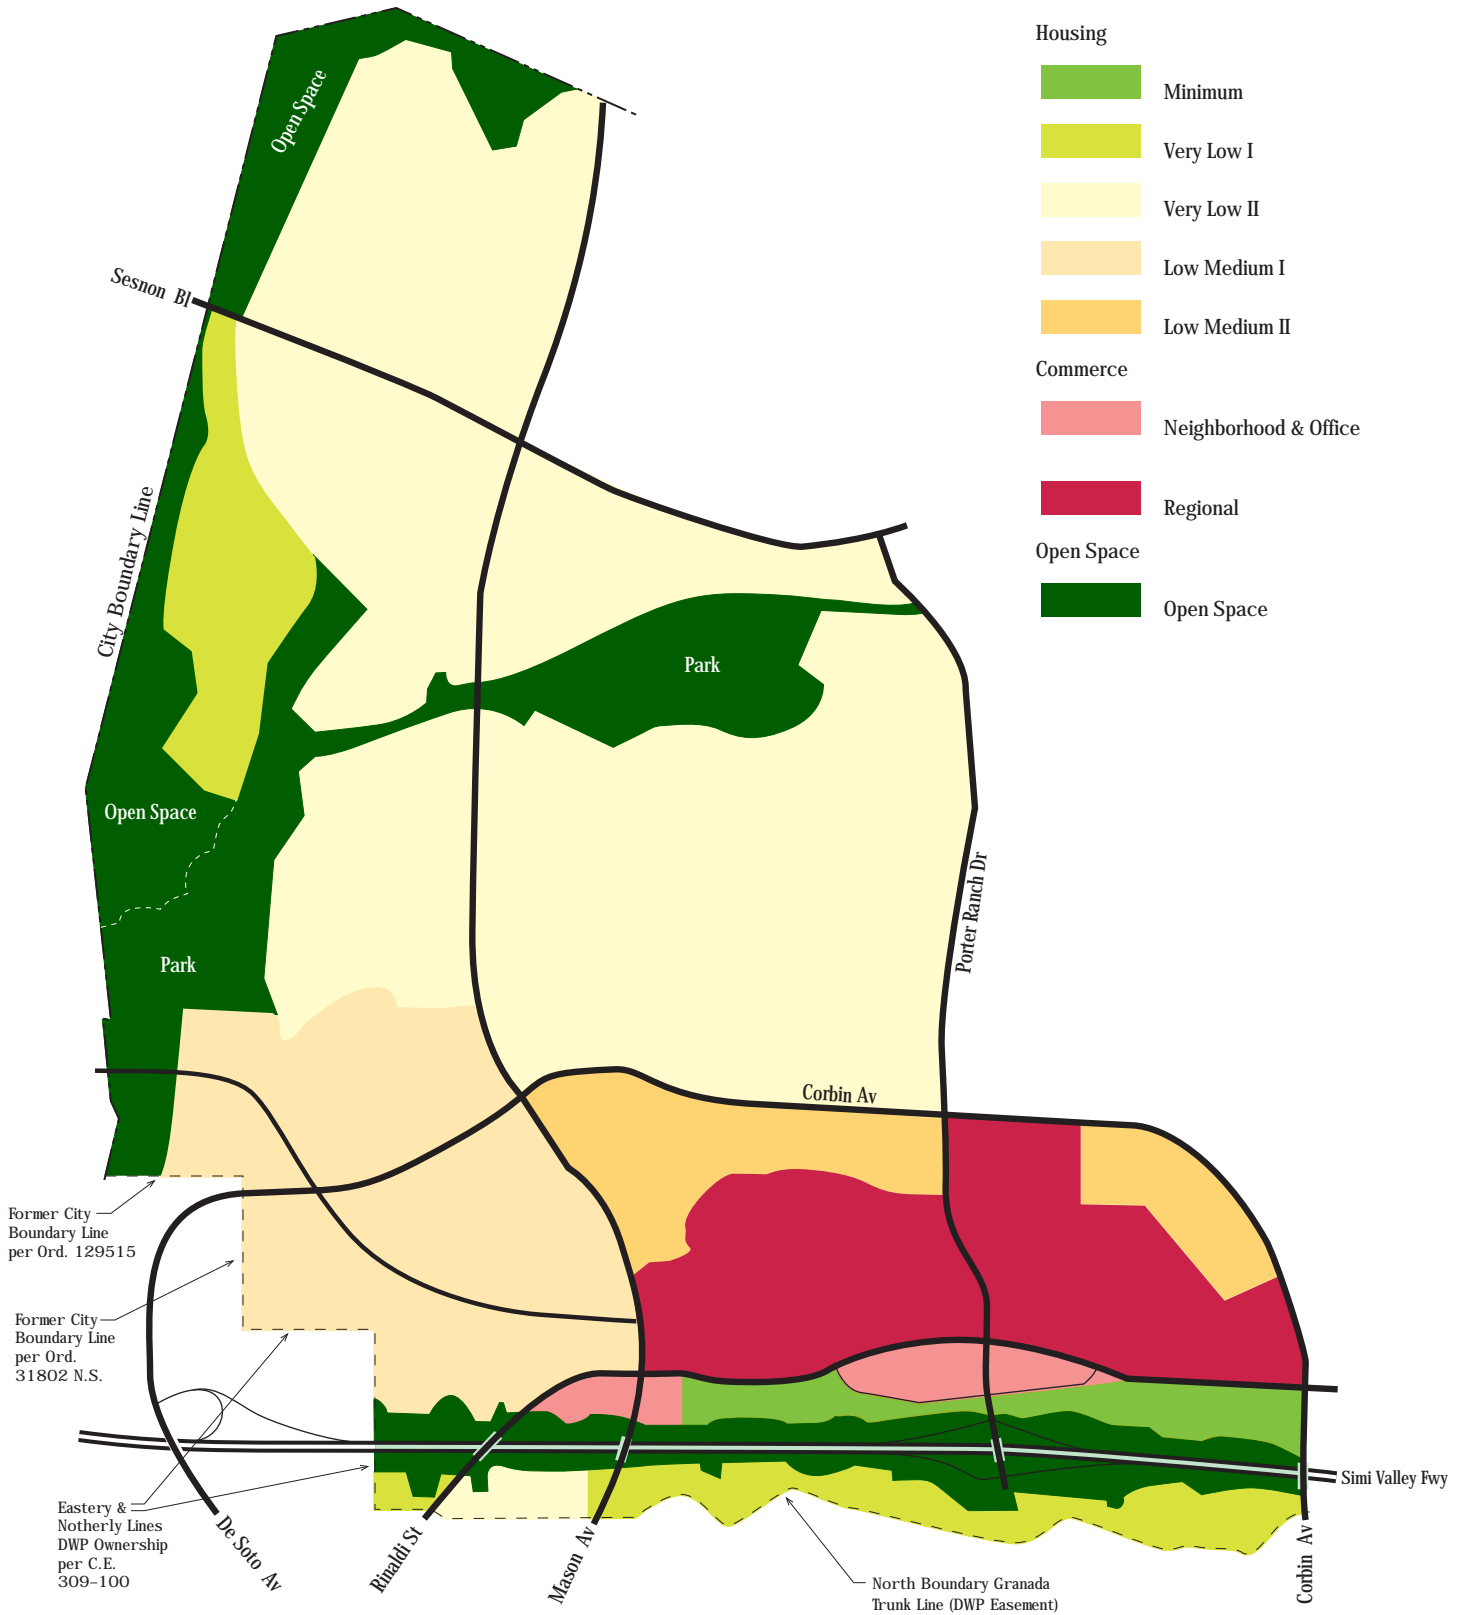 Housing
Minimum
Very Low I
Very Low II
Low Medium I
Low Medium II
Commerce
Neighborhood & Office
Regional
Open Space
Open Space
Open Space
Sesnon Bl
City Boundary Line
Park
Open Space
Park
Porter Ranch Dr
Corbin Av
Former City
Boundary Line
per Ord. 129515
Former City
Boundary Line
per Ord.
31802 N.S.
Eastery &
Notherly Lines
DWP Ownership
per C.E.
309-100
De Soto Av
Rinaldi St
Mason Av
Simi Valley Fwy
Corbin Av
North Boundary Granada
Trunk Line (DWP Easement)